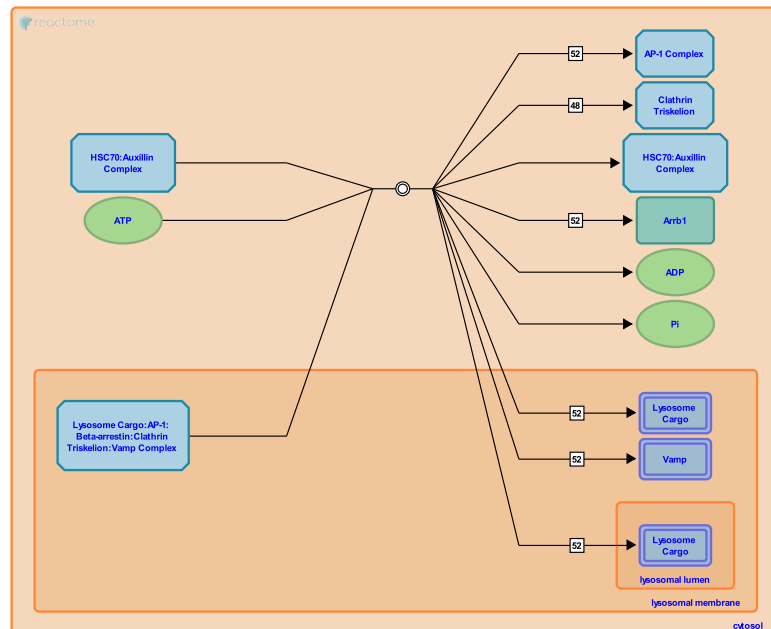 reactome
52
AP-1 Complex
48
Clathrin
Triskelion
HSC70:Auxillin
Complex
HSC70:Auxillin
Complex
ATP
52
Arrb1
ADP
Pi
Lysosome Cargo:AP-1:
Beta-arrestin:Clathrin
Triskelion:Vamp Complex
52
Lysosome
Cargo
52
Vamp
52
Lysosome
Cargo
lysosomal lumen
lysosomal membrane
cytosol